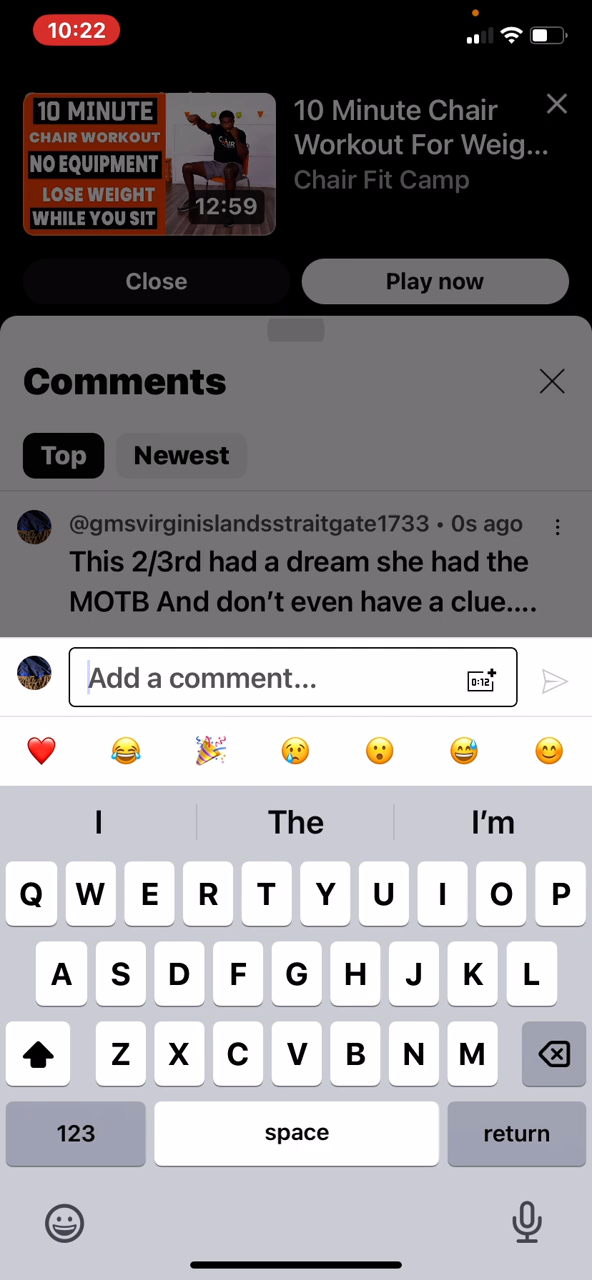 10:22
10 MINUTE
CHAIR WORKOUT
NO EQUIPMENT
LOSE WEIGHT
WHILE YOU SIT
12:59
10 Minute Chair
Workout For Weig...
Chair Fit Camp
Close
Play now
Comments
Top
Newest
@gmsvirginislandsstraitgate1733 • 0s ago
This 2/3rd had a dream she had the
MOTB And don’t even have a clue....
Add a comment...
0:12
I
The
I’m
Q W E R T Y U I O P
A S D F G H J K L
Z X C V B N M
123
space
return